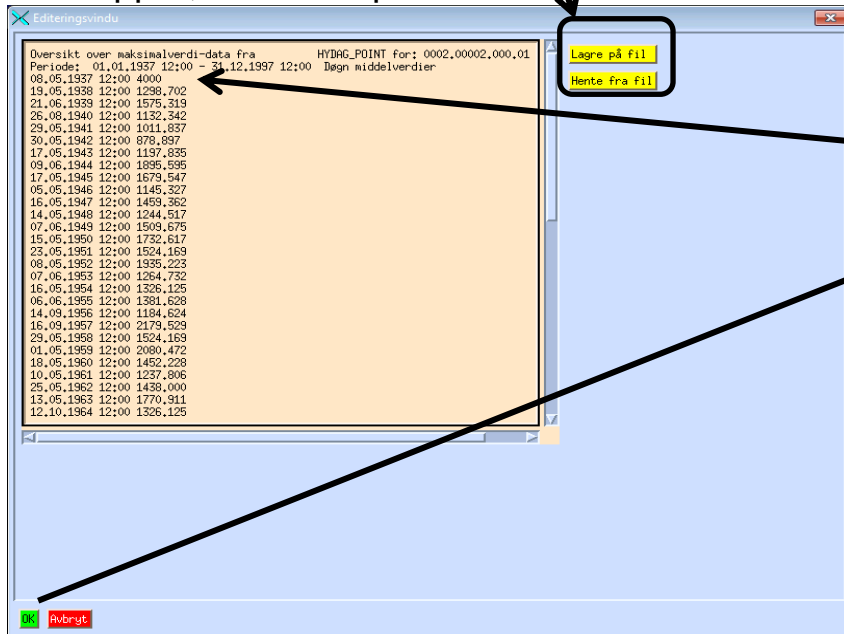 Editeringsvindu
Oversikt over maksimalverdi-data fra HYDAG_POINT for: 0002.00002.000.01
Periode: 01.01.1937 12:00 - 31.12.1997 12:00 Døgn middelverdier
08.05.1937 12:00 4000
19.05.1938 12:00 1298.702
21.06.1939 12:00 1575.319
26.08.1940 12:00 1132.342
29.05.1941 12:00 1011.837
30.05.1942 12:00 878.897
17.05.1943 12:00 1197.835
09.06.1944 12:00 1895.595
17.05.1945 12:00 1679.547
05.05.1946 12:00 1145.327
16.05.1947 12:00 1459.362
14.05.1948 12:00 1244.517
07.06.1949 12:00 1509.675
15.05.1950 12:00 1732.617
23.05.1951 12:00 1524.169
08.05.1952 12:00 1935.223
07.06.1953 12:00 1264.732
16.05.1954 12:00 1326.125
06.06.1955 12:00 1381.628
14.09.1956 12:00 1184.624
16.09.1957 12:00 2179.529
29.05.1958 12:00 1524.169
01.05.1959 12:00 2080.472
18.05.1960 12:00 1452.228
10.05.1961 12:00 1237.806
25.05.1962 12:00 1438.000
13.05.1963 12:00 1770.911
12.10.1964 12:00 1326.125
Lagre på fil
Hente fra fil
OK Avbryt